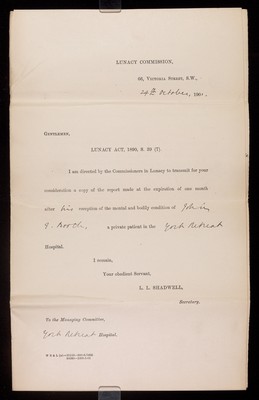 LUNACY COMMISSION,
66, VICTORIA STREET, S.W.,
24th October, 190
GENTLEMEN,
LUNACY ACT, 1890, S. 39 (7).
I am directed by the Commissioners in Lunacy to transmit for your
consideration a copy of the report made at the expiration of one month
after his reception of the mental and bodily condition of John
a private patient in the York Retreat
Hospital.
I remain,
Your obedient Servant,
L. L. SHADWELL,
Secretary.
To the Managing Committee,
York Retreat Hospital.